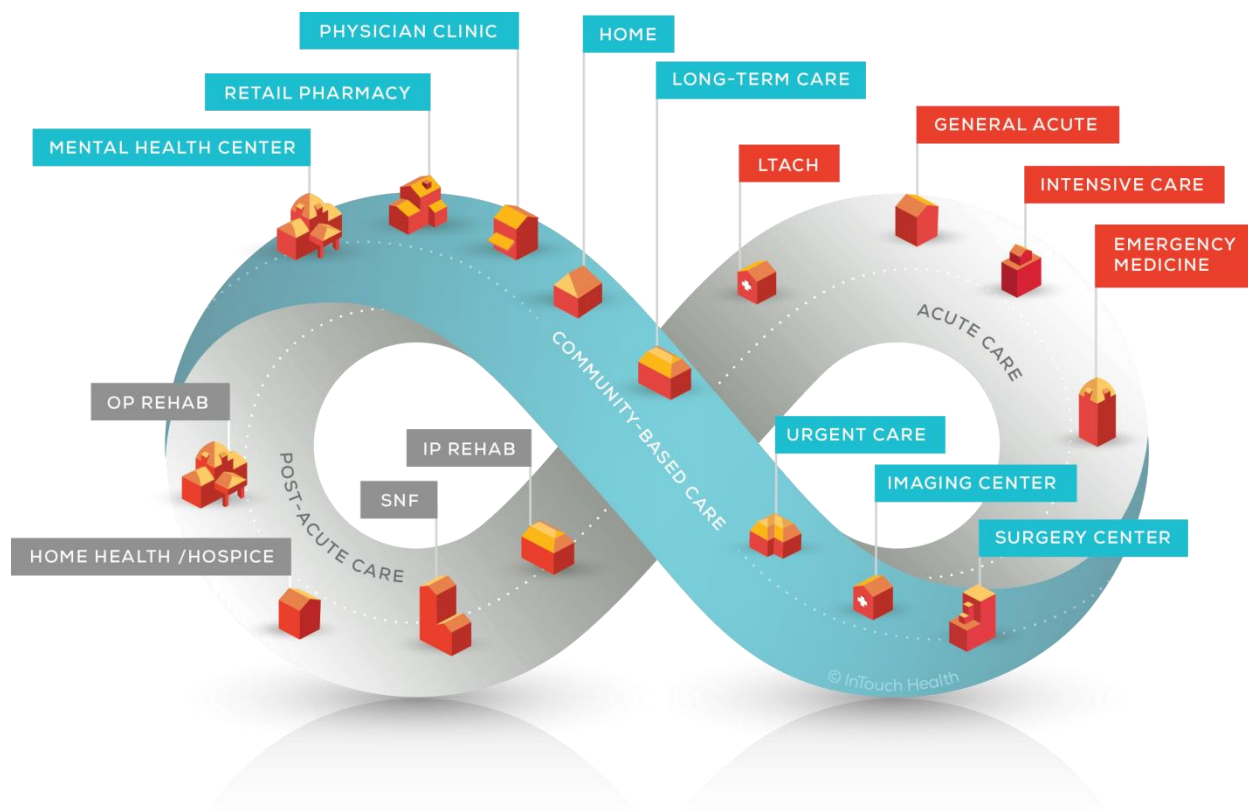 PHYSICIAN CLINIC
HOME
RETAIL PHARMACY
LONG-TERM CARE
MENTAL HEALTH CENTER
GENERAL ACUTE
LTACH
INTENSIVE CARE
EMERGENCY
MEDICINE
ACUTE CARE
COMMUNITY-BASED CARE
OP REHAB
IP REHAB
URGENT CARE
POST-ACUTE CARE
SNF
IMAGING CENTER
HOME HEALTH /HOSPICE
SURGERY CENTER
© InTouch Health